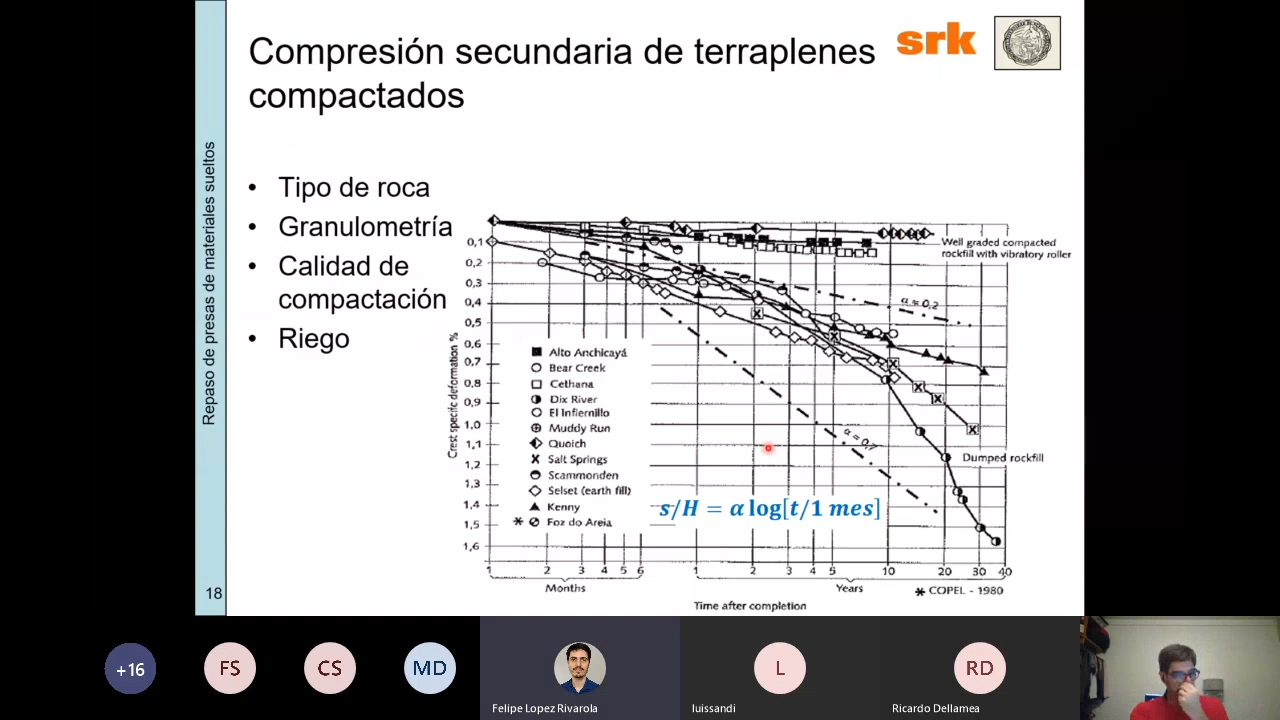 Compresión secundaria de terraplenes
compactados
srk
Repaso de presas de materiales sueltos
18
• Tipo de roca
• Granulometría
• Calidad de
compactación
• Riego
Crest specific deformation %
0,1
0,2
0,3
0,4
0,5
0,6
0,7
0,8
0,9
1,0
1,1
1,2
1,3
1,4
1,5
1,6
Well graded compacted
rockfill with vibratory roller
α = 0,2
α = 0,7
Dumped rockfill
Alto Anchicayá
Bear Creek
Cethana
Dix River
El Infiernillo
Muddy Run
Quoich
Salt Springs
Scammonden
Selset (earth fill)
Kenny
* Foz do Areia
s/H = α log[t/1 mes]
1 2 3 4 5 6 1 2 3 4 5 10 20 30 40
Months Years
* COPEL - 1980
Time after completion
+16
FS
CS
MD
Felipe Lopez Rivarola
L
luissandi
RD
Ricardo Dellamea